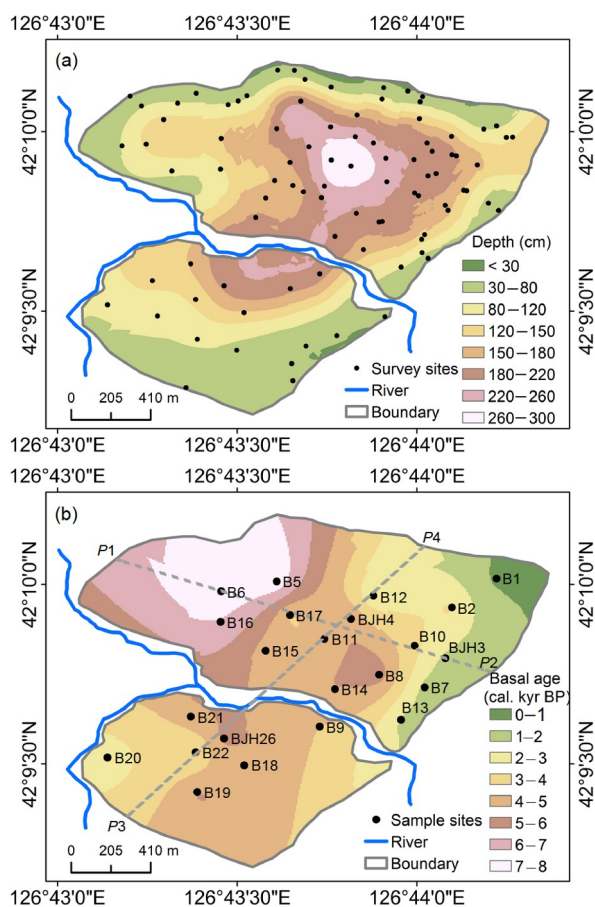 126°43'0"E 126°43'30"E 126°44'0"E
(a)
42°10'0"N
42°10'0"N
42°9'30"N
42°9'30"N
Depth (cm)
< 30
30–80
80–120
120–150
150–180
180–220
220–260
260–300
Survey sites
River
Boundary
0 205 410 m
126°43'0"E 126°43'30"E 126°44'0"E
126°43'0"E 126°43'30"E 126°44'0"E
(b)
P1
P4
42°10'0"N
42°10'0"N
B1
B5
B6
B12
B2
B17
BJH4
B16
B11
B10
B15
BJH3
P2
B8
B14
B7
B13
B21
B9
BJH26
B22
B20
B18
B19
P3
42°9'30"N
42°9'30"N
Basal age
(cal. kyr BP)
0–1
1–2
2–3
3–4
4–5
5–6
6–7
7–8
Sample sites
River
Boundary
0 205 410 m
126°43'0"E 126°43'30"E 126°44'0"E